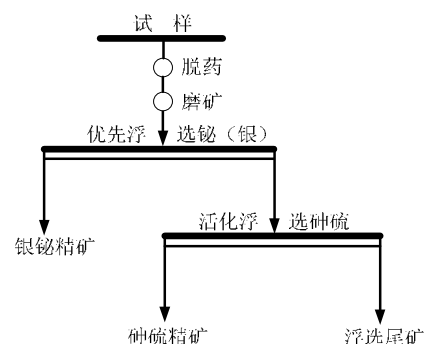 试 样
脱药
磨矿
优先浮 选铋（银）
活化浮 选砷硫
银铋精矿
砷硫精矿
浮选尾矿